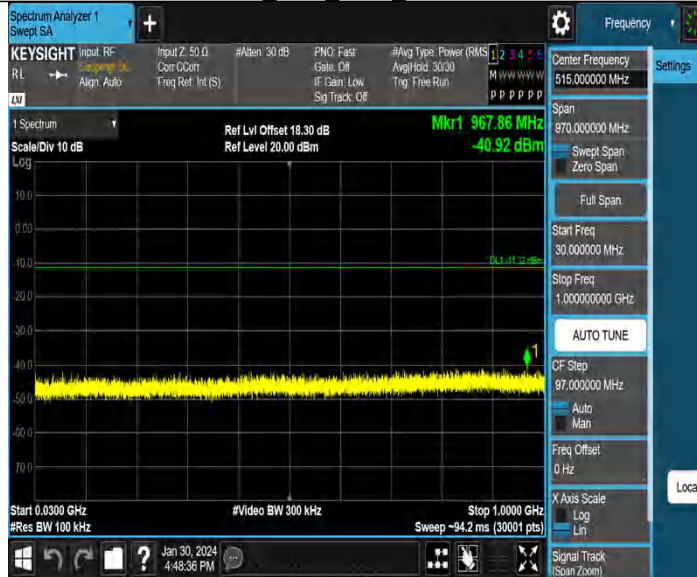 Spectrum Analyzer 1
Swept SA
Frequency
KEYSIGHT
RL
Input: RF
Align: Auto
Input Z: 50 Ω
Corr CCorr
Freq Ref: Int (S)
#Atten: 30 dB
PNO: Fast
Gate: Off
IF Gain: Low
Sig Track: Off
#Avg Type: Power (RMS
Avg|Hold: 30/30
Trig: Free Run
1 2 3 4 5 6
M W W W W W
P P P P P P
LXI
1 Spectrum
Scale/Div 10 dB
Log
Ref Lvl Offset 18.30 dB
Ref Level 20.00 dBm
Mkr1 967.86 MHz
-40.92 dBm
10.0
0.00
-10.0
-20.0
-30.0
-40.0
-50.0
-60.0
-70.0
1
Start 0.0300 GHz
#Res BW 100 kHz
#Video BW 300 kHz
Stop 1.0000 GHz
Sweep ~94.2 ms (30001 pts)
Jan 30, 2024
4:48:36 PM
Center Frequency
515.000000 MHz
Settings
Span
970.000000 MHz
Swept Span
Zero Span
Full Span
Start Freq
30.000000 MHz
Stop Freq
1.000000000 GHz
AUTO TUNE
CF Step
97.000000 MHz
Auto
Man
Freq Offset
0 Hz
Loca
X Axis Scale
Log
Lin
Signal Track
(Span Zoom)